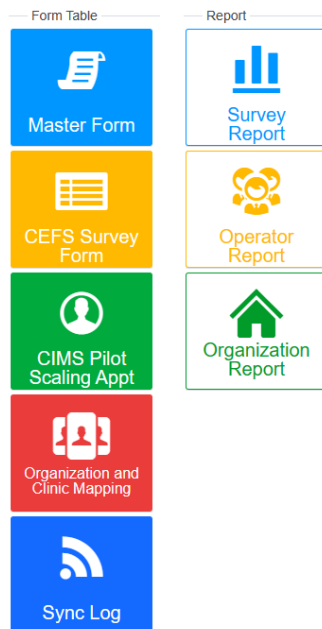 Form Table
Master Form
CEFS Survey
Form
CIMS Pilot
Scaling Appt
Organization and
Clinic Mapping
Sync Log
Report
Survey
Report
Operator
Report
Organization
Report